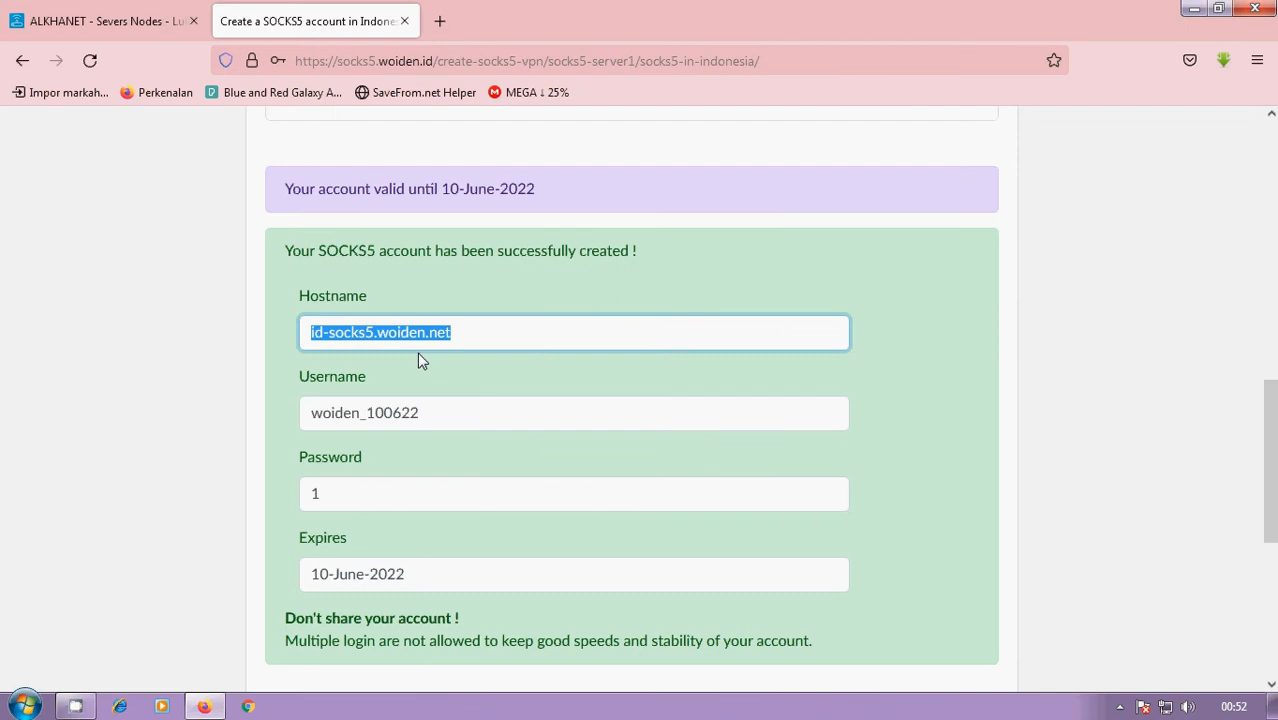 ALKHANET - Severs Nodes - Lu
Create a SOCKS5 account in Indone
https://socks5.woiden.id/create-socks5-vpn/socks5-server1/socks5-in-indonesia/
Impor markah...
Perkenalan
Blue and Red Galaxy A...
SaveFrom.net Helper
MEGA ↓ 25%
Your account valid until 10-June-2022
Your SOCKS5 account has been successfully created !
Hostname
id-socks5.woiden.net
Username
woiden_100622
Password
1
Expires
10-June-2022
Don't share your account !
Multiple login are not allowed to keep good speeds and stability of your account.
00:52